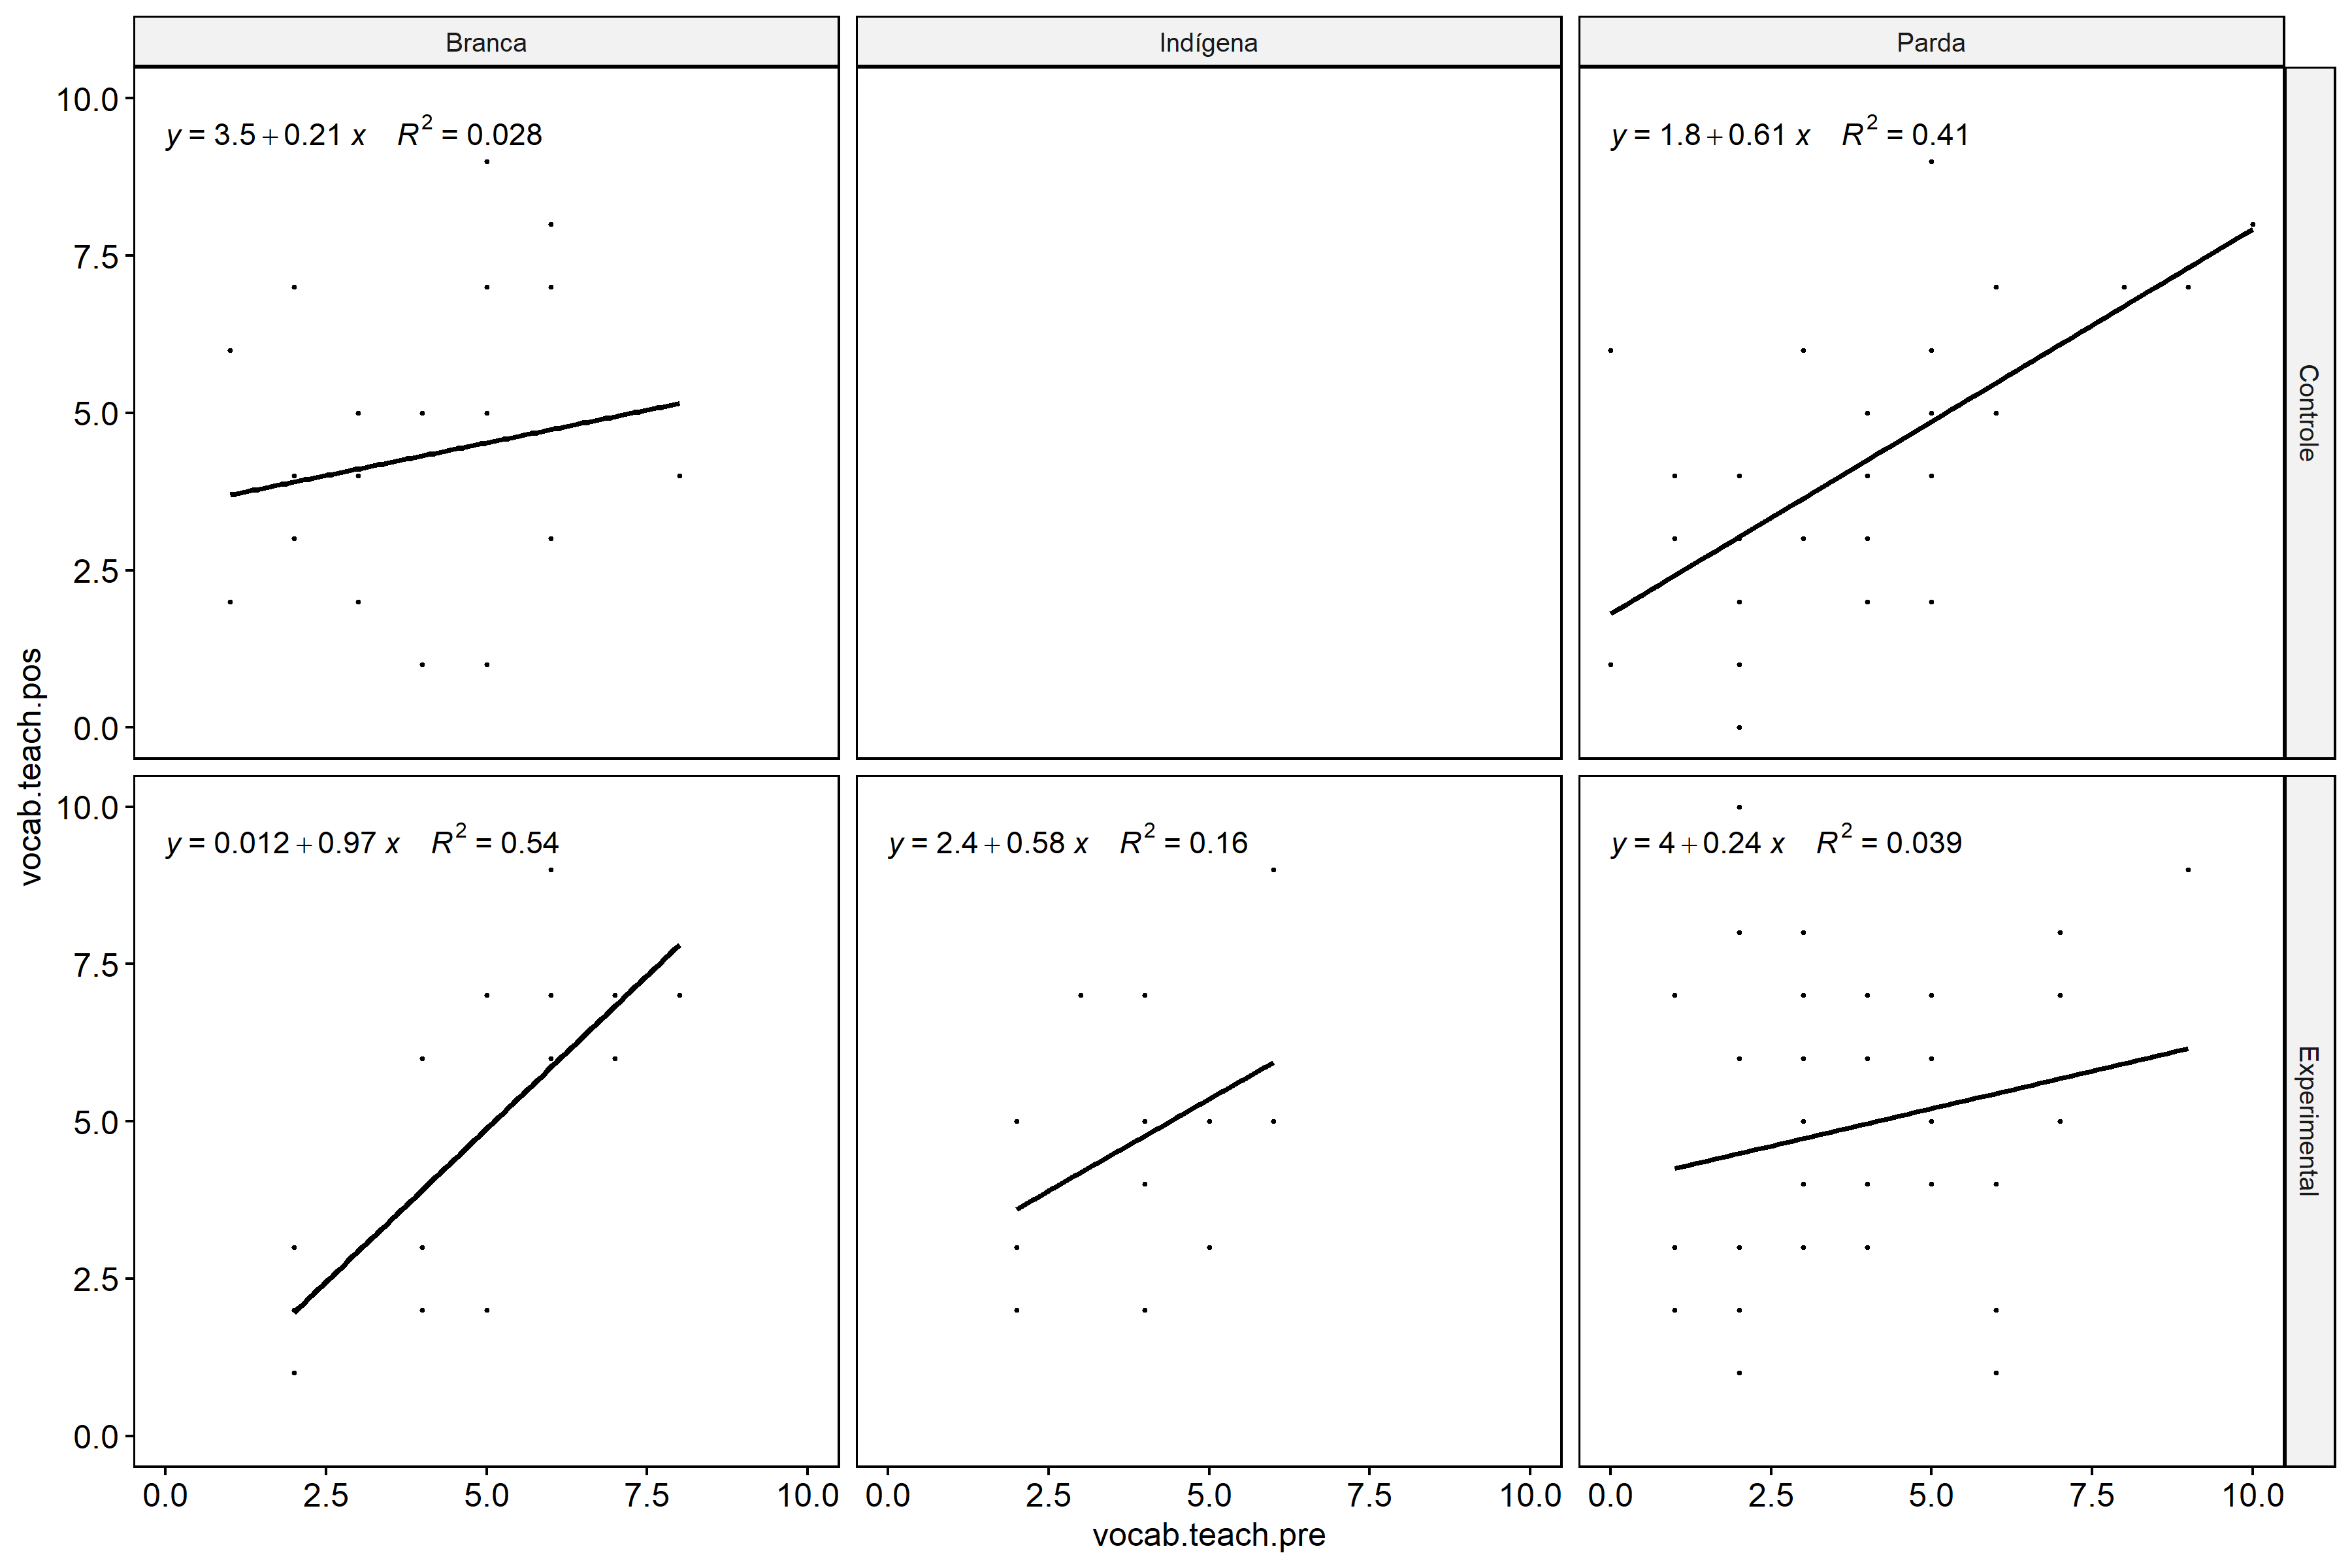 Branca
Indígena
Parda
10.0
7.5
5.0
2.5
0.0
y = 3.5 + 0.21 x R² = 0.028
y = 1.8 + 0.61 x R² = 0.41
Controle
vocab.teach.pos
10.0
7.5
5.0
2.5
0.0
y = 0.012 + 0.97 x R² = 0.54
y = 2.4 + 0.58 x R² = 0.16
y = 4 + 0.24 x R² = 0.039
Experimental
0.0 2.5 5.0 7.5 10.0
0.0 2.5 5.0 7.5 10.0
0.0 2.5 5.0 7.5 10.0
vocab.teach.pre